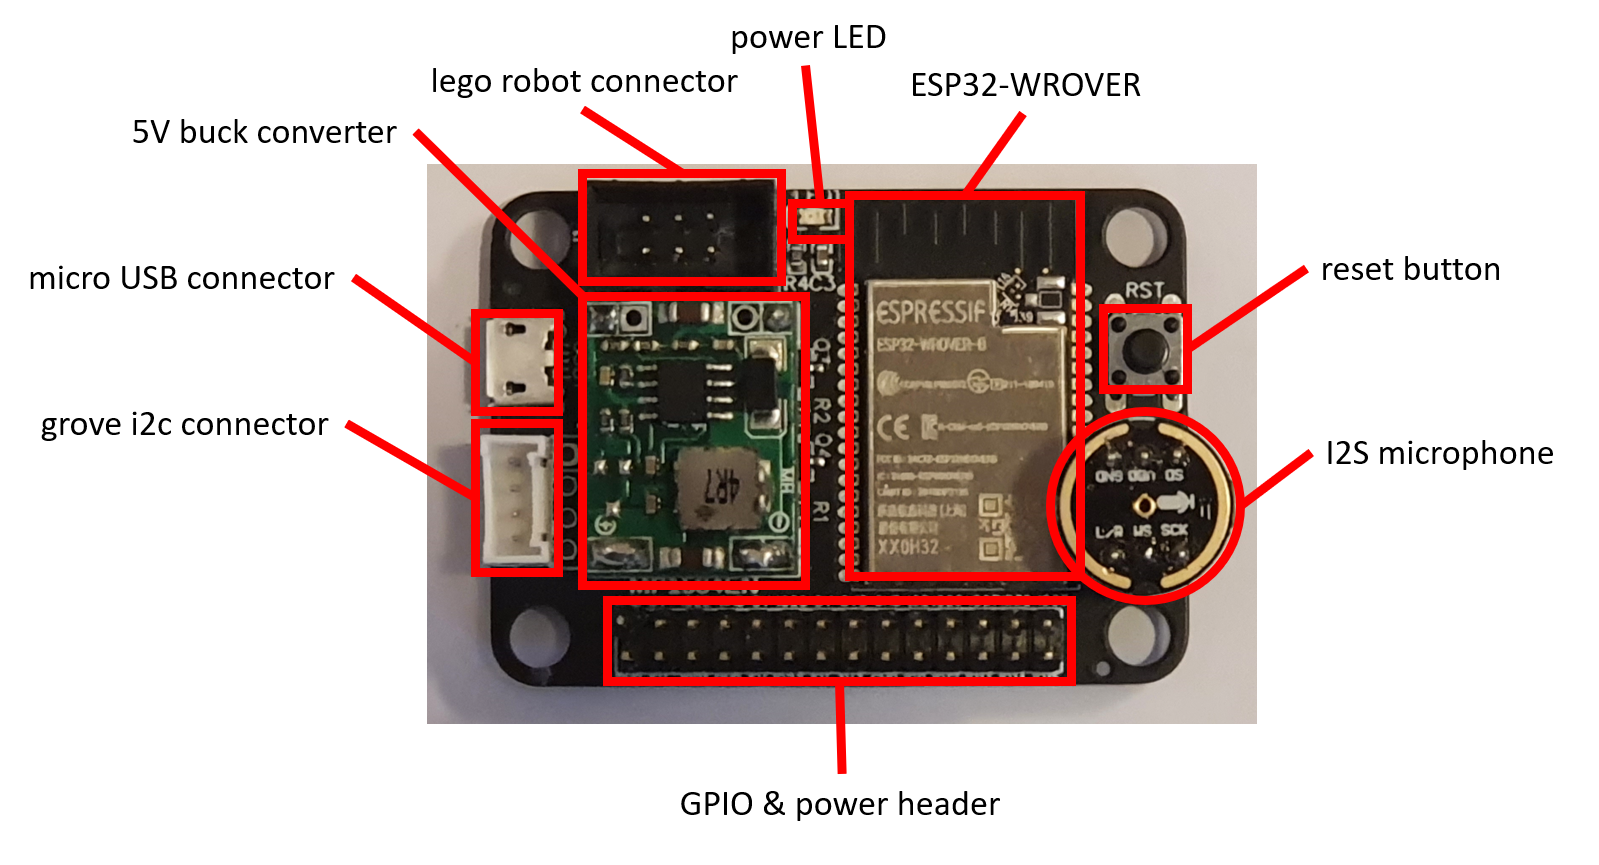 power LED
lego robot connector
ESP32-WROVER
5V buck converter
micro USB connector
reset button
grove i2c connector
I2S microphone
GPIO & power header
R4C3
RST
ESPRESSIF
ESP32-WROVER-B
CE
R2
Q4
R1
4R7
GND VDD SD
L/R WS SCK
XX0H32